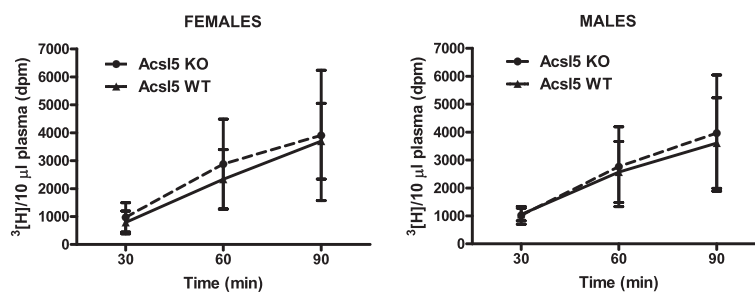 FEMALES
7000
6000
5000
4000
3000
2000
1000
0
³[H]/10 µl plasma (dpm)
Acsl5 KO
Acsl5 WT
30 60 90
Time (min)
MALES
7000
6000
5000
4000
3000
2000
1000
0
³[H]/10 µl plasma (dpm)
Acsl5 KO
Acsl5 WT
30 60 90
Time (min)